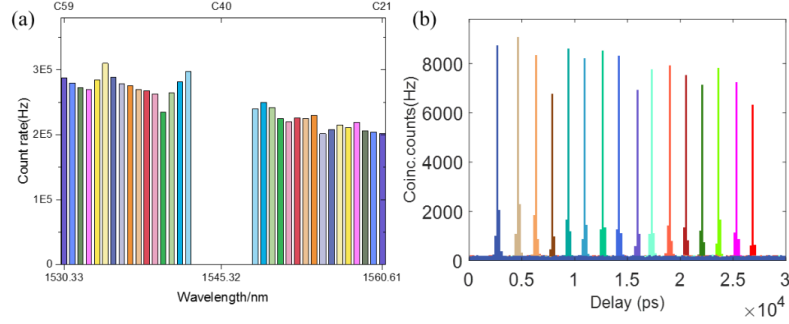 (a)
C59 C40 C21
3E5
2E5
1E5
0
Count rate(Hz)
1530.33 1545.32 1560.61
Wavelength/nm
(b)
8000
6000
4000
2000
0
Coinc.counts(Hz)
0 0.5 1 1.5 2 2.5 3
Delay (ps)
×10⁴